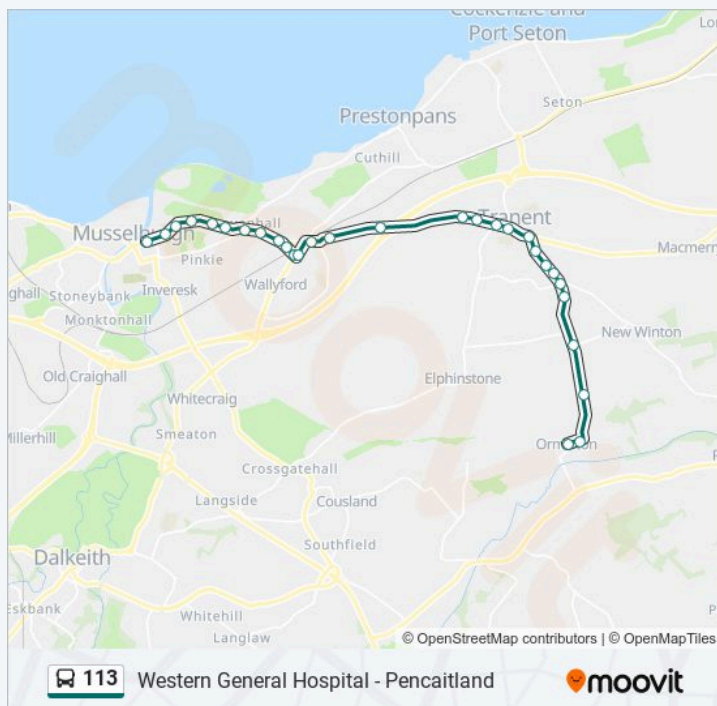 Cockenzie and
Port Seton
Seton
Prestonpans
Cuthill
Tranent
Musselburgh
Pinkie
Wallyford
Macmerry
Inveresk
Stoneybank
Monktonhall
New Winton
Old Craighall
Elphinstone
Whitecraig
Millerhill
Smeaton
Ormiston
Crossgatehall
Langside
Cousland
Southfield
Dalkeith
Eskbank
Whitehill
Langlaw
© OpenStreetMap contributors | © OpenMapTiles
113 Western General Hospital - Pencaitland
moovit